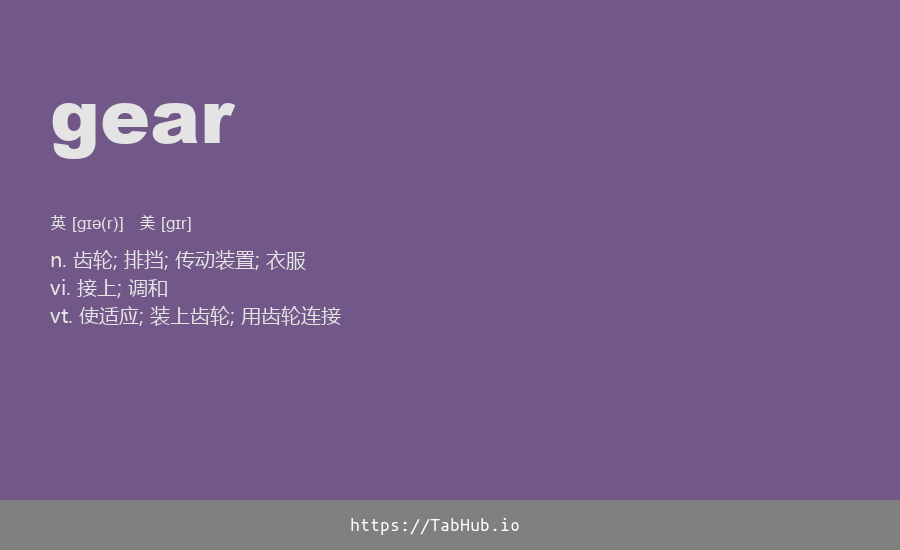 gear
英 [gɪə(r)] 美 [gɪr]
n. 齿轮; 排挡; 传动装置; 衣服
vi. 接上; 调和
vt. 使适应; 装上齿轮; 用齿轮连接
https://TabHub.io